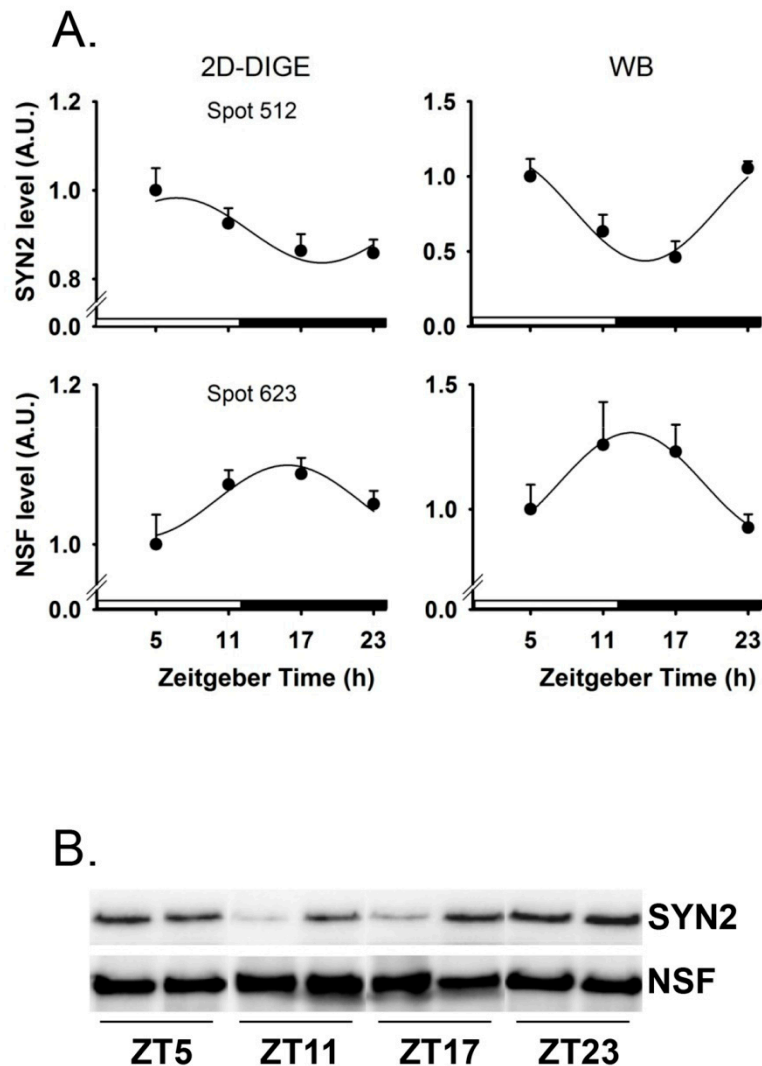 A.
2D-DIGE
WB
SYN2 level (A.U.)
1.2
1.0
0.8
0.0
Spot 512
1.5
1.0
0.5
0.0
NSF level (A.U.)
1.2
1.0
0.0
Spot 623
5 11 17 23
Zeitgeber Time (h)
1.5
1.0
0.0
5 11 17 23
Zeitgeber Time (h)
B.
SYN2
NSF
ZT5 ZT11 ZT17 ZT23